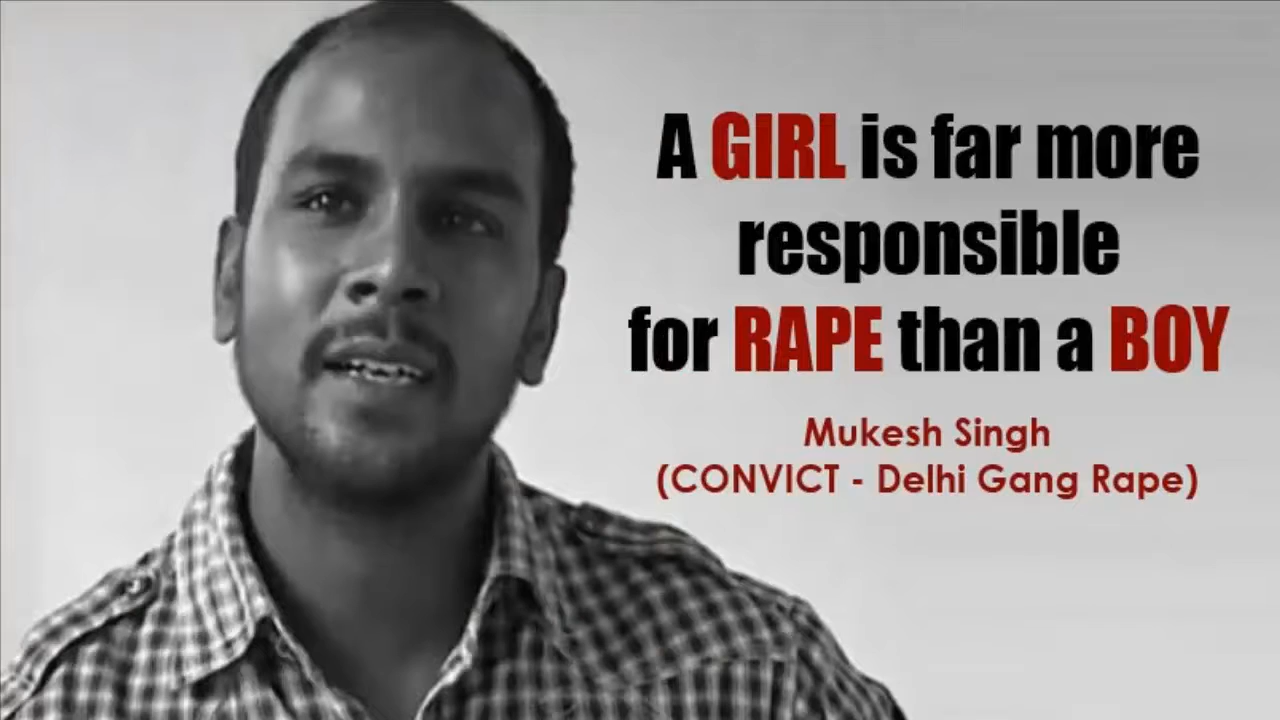 A GIRL is far more
responsible
for RAPE than a BOY
Mukesh Singh
(CONVICT - Delhi Gang Rape)